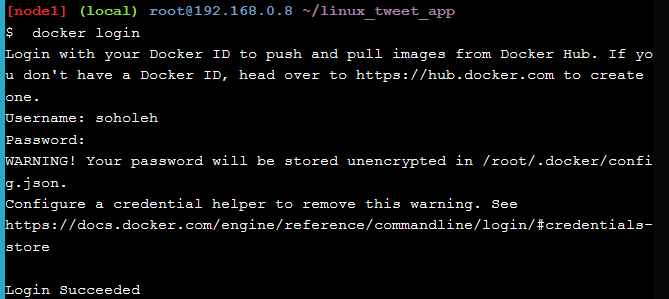 [node1] (local) root@192.168.0.8 ~/linux_tweet_app
$  docker login
Login with your Docker ID to push and pull images from Docker Hub. If yo
u don't have a Docker ID, head over to https://hub.docker.com to create
one.
Username: soholeh
Password:
WARNING! Your password will be stored unencrypted in /root/.docker/confi
g.json.
Configure a credential helper to remove this warning. See
https://docs.docker.com/engine/reference/commandline/login/#credentials-
store

Login Succeeded